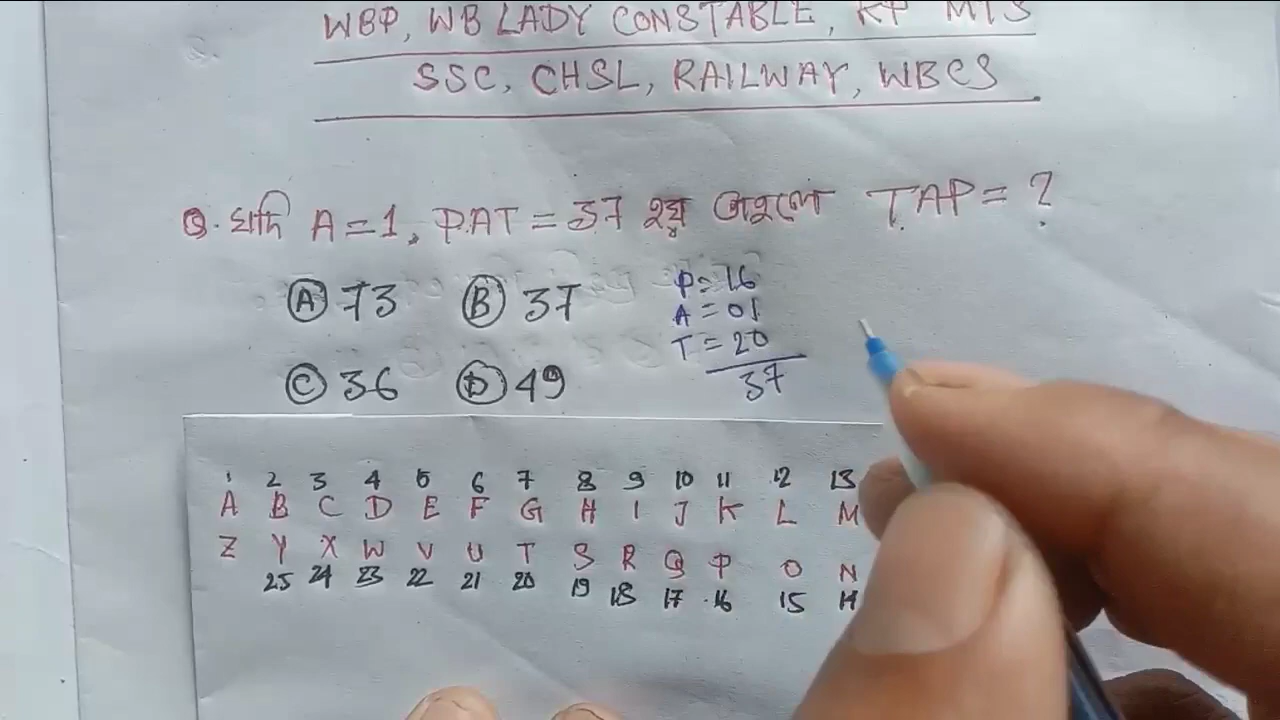 WBP, WB LADY CONSTABLE, KP MTS
SSC, CHSL, RAILWAY, WBCS
Q. যদি A = 1, PAT = 37 হয় তাহলে TAP = ?
(A) 73 (B) 37
(C) 36 (D) 49
P = 16
A = 01
T = 20
37
1 2 3 4 5 6 7 8 9 10 11 12 13
A B C D E F G H I J K L M
Z Y X W V U T S R Q P O N
25 24 23 22 21 20 19 18 17 16 15 14